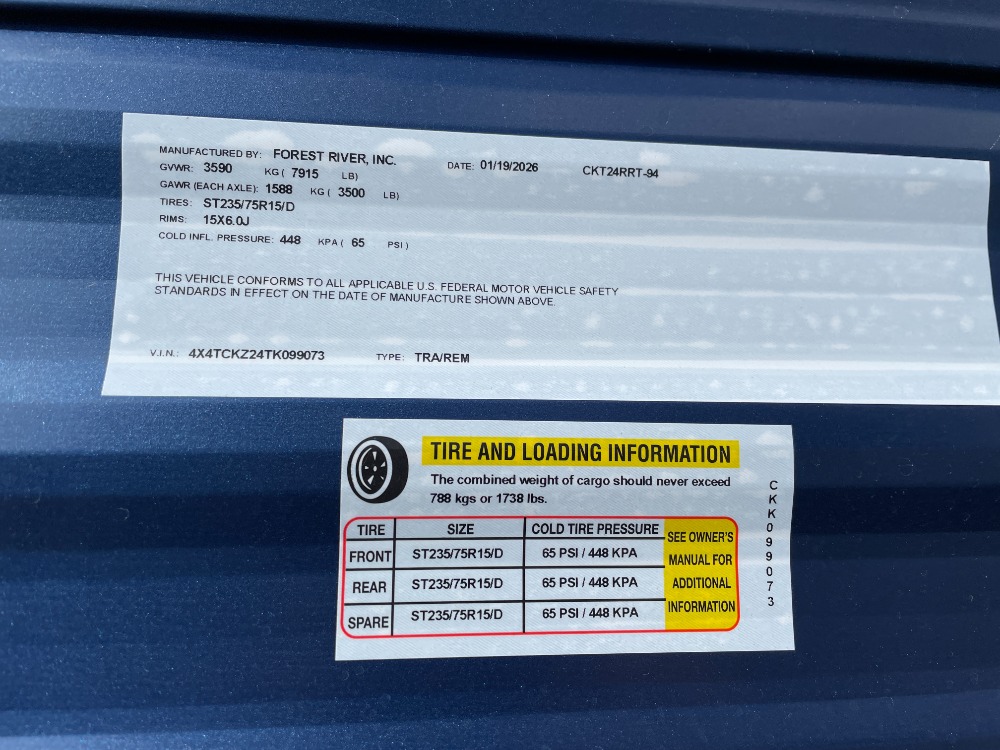 MANUFACTURED BY: FOREST RIVER, INC. DATE: 01/19/2026 CKT24RRT-94
GVWR: 3590 KG ( 7915 LB)
GAWR (EACH AXLE): 1588 KG ( 3500 LB)
TIRES: ST235/75R15/D
RIMS: 15X6.0J
COLD INFL. PRESSURE: 448 KPA ( 65 PSI )
THIS VEHICLE CONFORMS TO ALL APPLICABLE U.S. FEDERAL MOTOR VEHICLE SAFETY
STANDARDS IN EFFECT ON THE DATE OF MANUFACTURE SHOWN ABOVE.
V.I.N.: 4X4TCKZ24TK099073 TYPE: TRA/REM
TIRE AND LOADING INFORMATION
The combined weight of cargo should never exceed
788 kgs or 1738 lbs.
TIRE SIZE COLD TIRE PRESSURE
FRONT ST235/75R15/D 65 PSI / 448 KPA
REAR ST235/75R15/D 65 PSI / 448 KPA
SPARE ST235/75R15/D 65 PSI / 448 KPA
SEE OWNER'S
MANUAL FOR
ADDITIONAL
INFORMATION
CKK099073